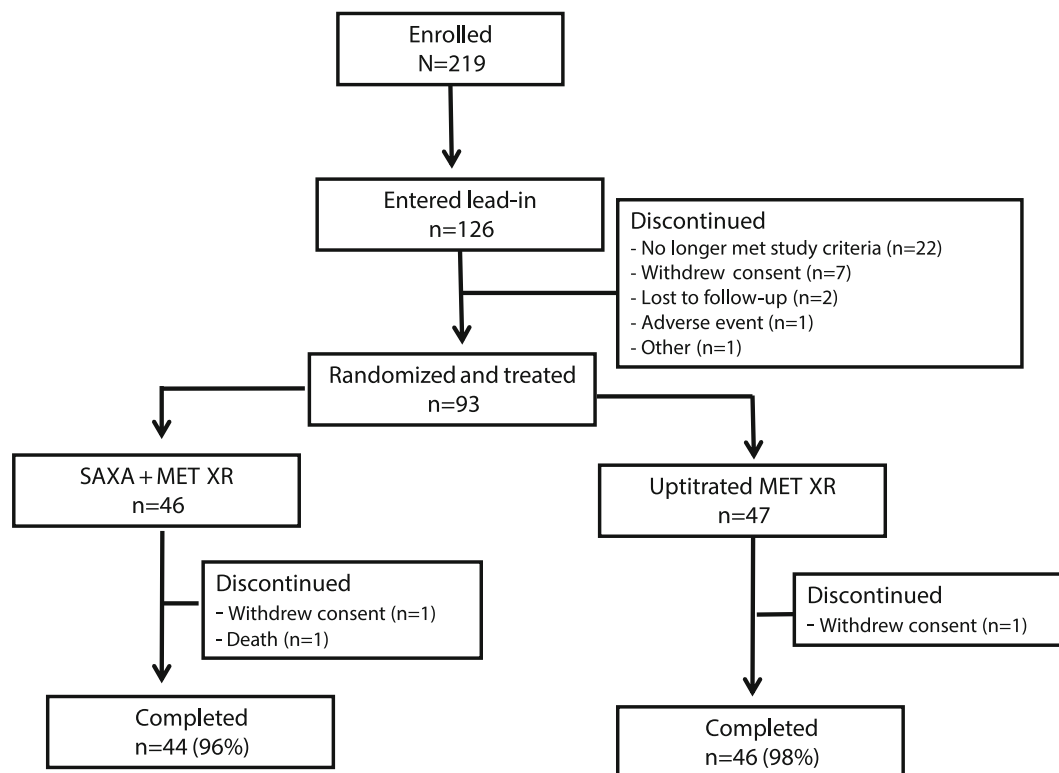 Enrolled
N=219
Entered lead-in
n=126
Discontinued
- No longer met study criteria (n=22)
- Withdrew consent (n=7)
- Lost to follow-up (n=2)
- Adverse event (n=1)
- Other (n=1)
Randomized and treated
n=93
SAXA + MET XR
n=46
Uptitrated MET XR
n=47
Discontinued
- Withdrew consent (n=1)
- Death (n=1)
Discontinued
- Withdrew consent (n=1)
Completed
n=44 (96%)
Completed
n=46 (98%)